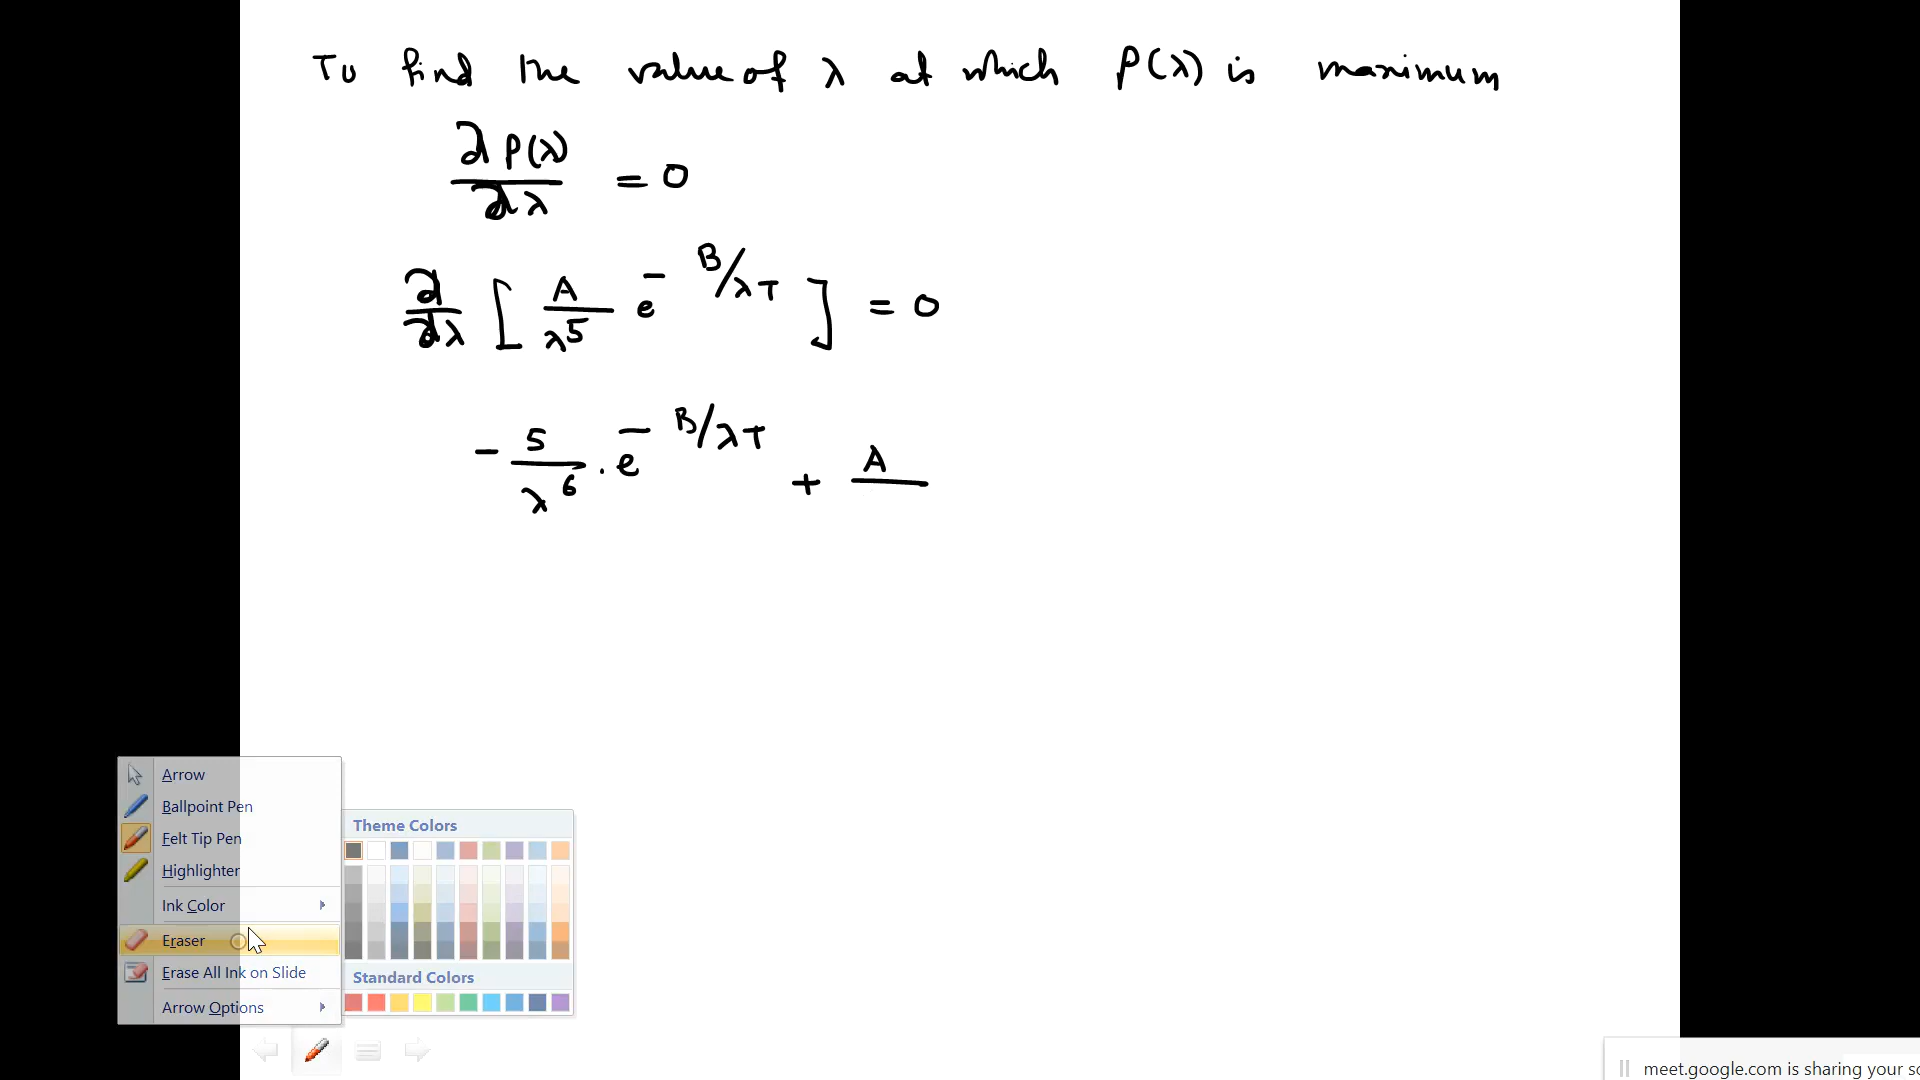 To find the value of λ at which P(λ) is maximum
∂P(λ)/∂λ = 0
∂/∂λ [ A/λ⁵ e^(-B/λT) ] = 0
- 5/λ⁶ . e^(-B/λT) + A/
Arrow
Ballpoint Pen
Felt Tip Pen
Highlighter
Ink Color
Eraser
Erase All Ink on Slide
Arrow Options
Theme Colors
Standard Colors
meet.google.com is sharing your sc